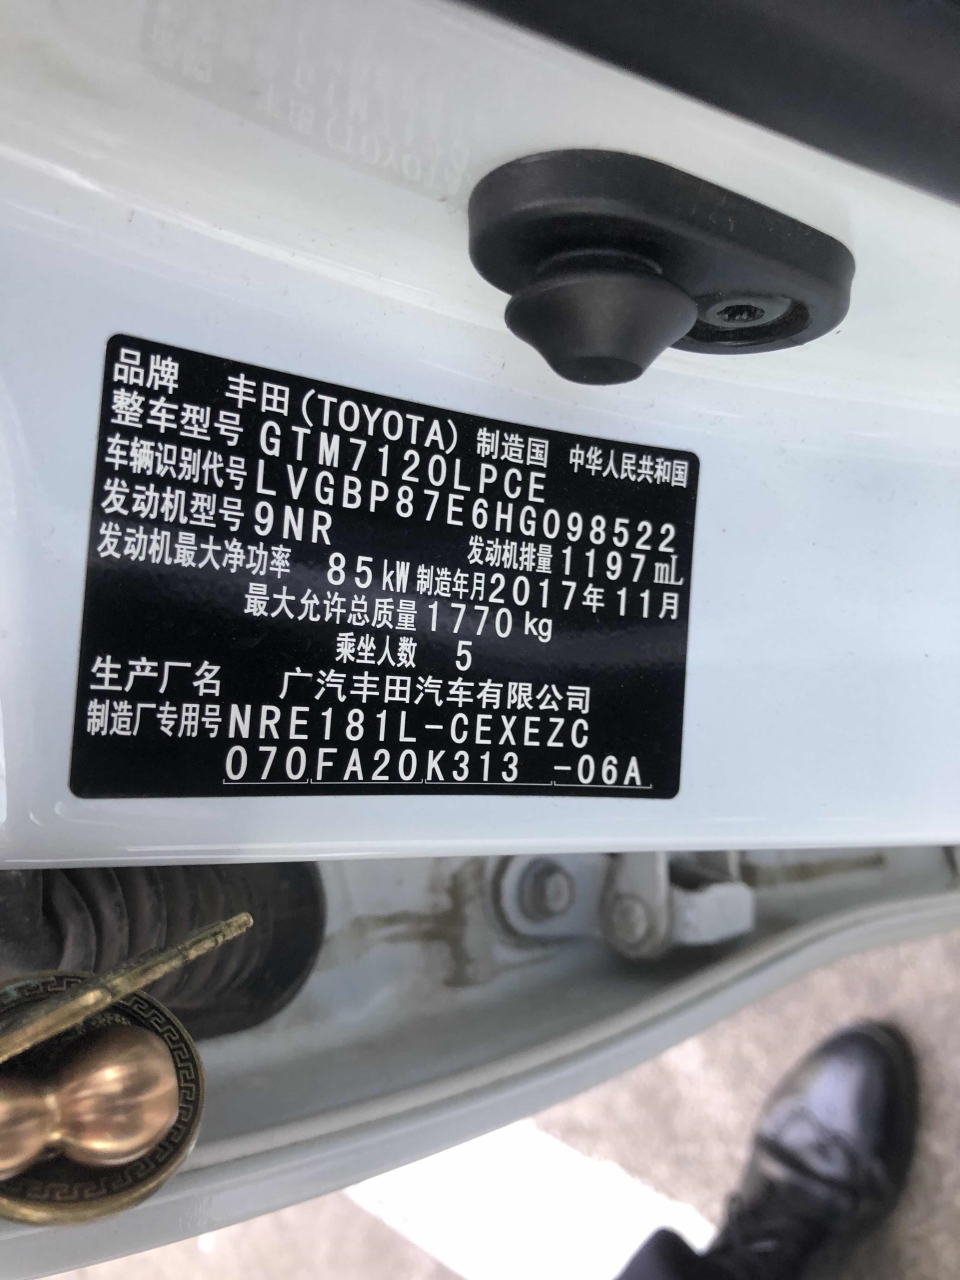 品牌 丰田(TOYOTA) 制造国 中华人民共和国
整车型号 GTM7120LPCE
车辆识别代号 LVGBP87E6HG098522
发动机型号 9NR 发动机排量 1197mL
发动机最大净功率 85kW 制造年月 2017年11月
最大允许总质量 1770kg
乘坐人数 5
生产厂名 广汽丰田汽车有限公司
制造厂专用号 NRE181L-CEXEZC
070FA20K313 -06A